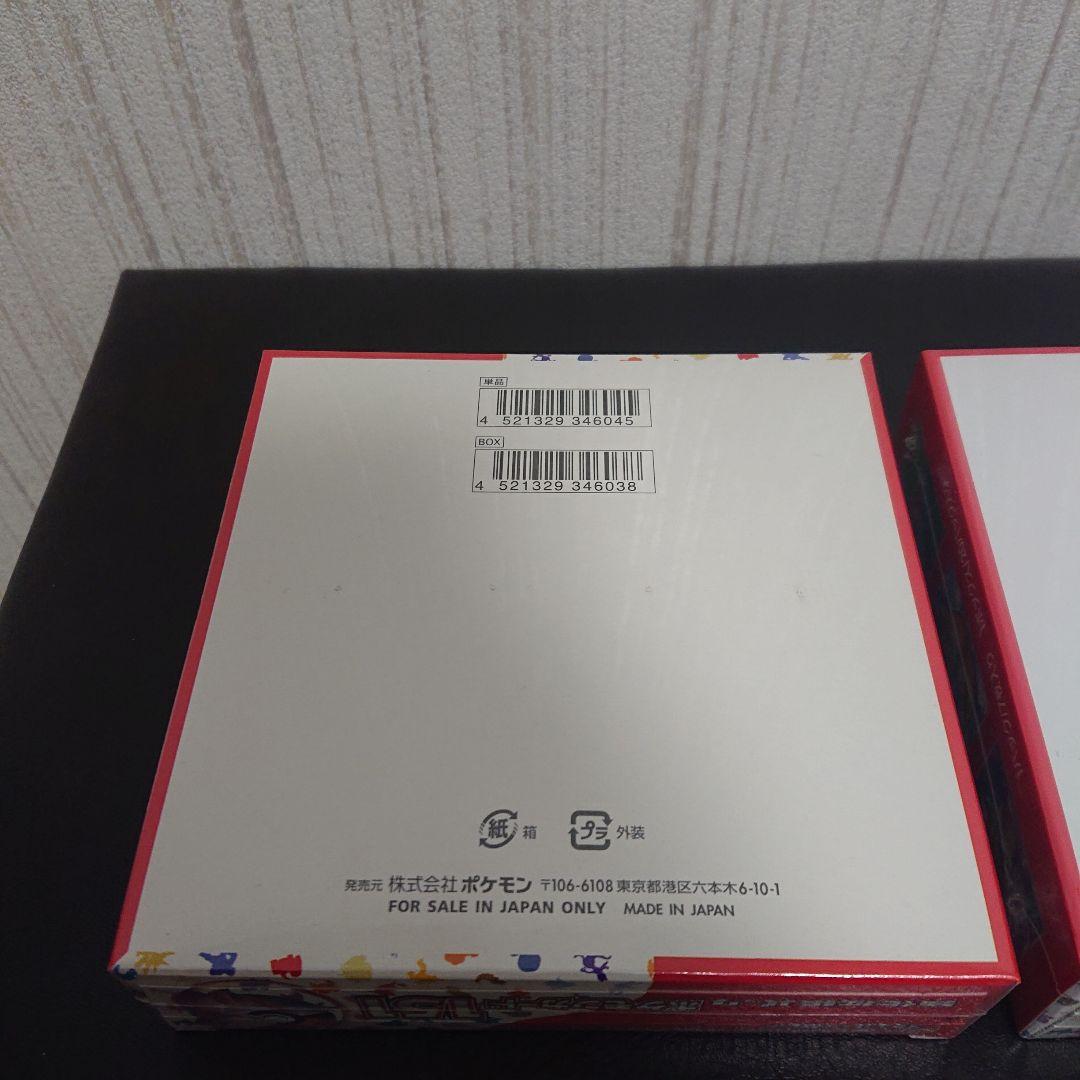 単品
4 521329 346045
BOX
4 521329 346038
紙 箱 プラ 外装
発売元 株式会社 ポケモン 〒106-6108 東京都港区六本木6-10-1
FOR SALE IN JAPAN ONLY MADE IN JAPAN